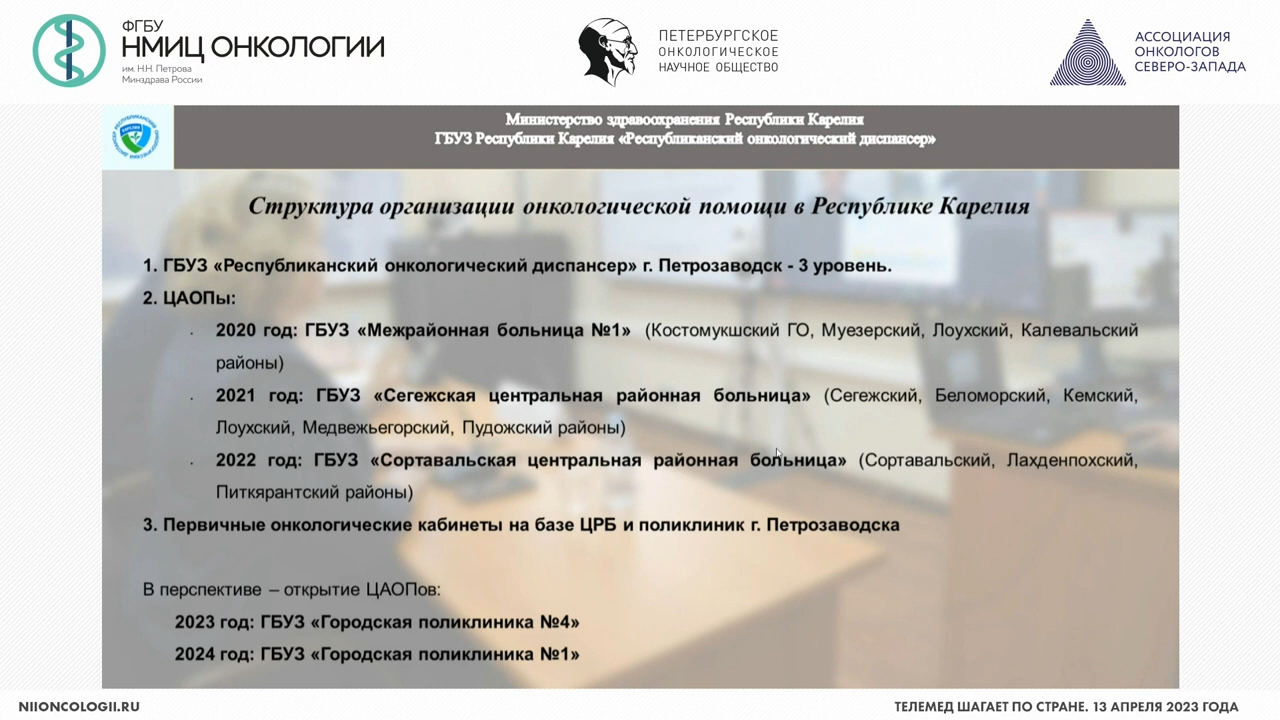 ФГБУ
НМИЦ ОНКОЛОГИИ
им. Н.Н. Петрова
Минздрава России
ПЕТЕРБУРГСКОЕ
ОНКОЛОГИЧЕСКОЕ
НАУЧНОЕ ОБЩЕСТВО
АССОЦИАЦИЯ
ОНКОЛОГОВ
СЕВЕРО-ЗАПАДА
Министерство здравоохранения Республики Карелия
ГБУЗ Республики Карелия «Республиканский онкологический диспансер»
Структура организации онкологической помощи в Республике Карелия
1. ГБУЗ «Республиканский онкологический диспансер» г. Петрозаводск - 3 уровень.
2. ЦАОПы:
· 2020 год: ГБУЗ «Межрайонная больница №1» (Костомукшский ГО, Муезерский, Лоухский, Калевальский
районы)
· 2021 год: ГБУЗ «Сегежская центральная районная больница» (Сегежский, Беломорский, Кемский,
Лоухский, Медвежьегорский, Пудожский районы)
· 2022 год: ГБУЗ «Сортавальская центральная районная больница» (Сортавальский, Лахденпохский,
Питкярантский районы)
3. Первичные онкологические кабинеты на базе ЦРБ и поликлиник г. Петрозаводска
В перспективе – открытие ЦАОПов:
2023 год: ГБУЗ «Городская поликлиника №4»
2024 год: ГБУЗ «Городская поликлиника №1»
NIIONCOLOGII.RU
ТЕЛЕМЕД ШАГАЕТ ПО СТРАНЕ. 13 АПРЕЛЯ 2023 ГОДА